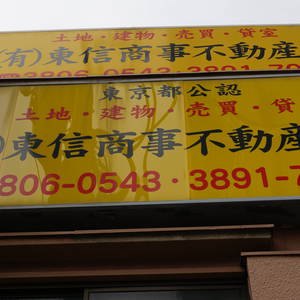 土地・建物・売買・貸室
(有)東信商事不動産
☎3806-0543・3891-70
東京都公認
土地・建物・売買・貸
)東信商事不動産
806-0543・3891-7